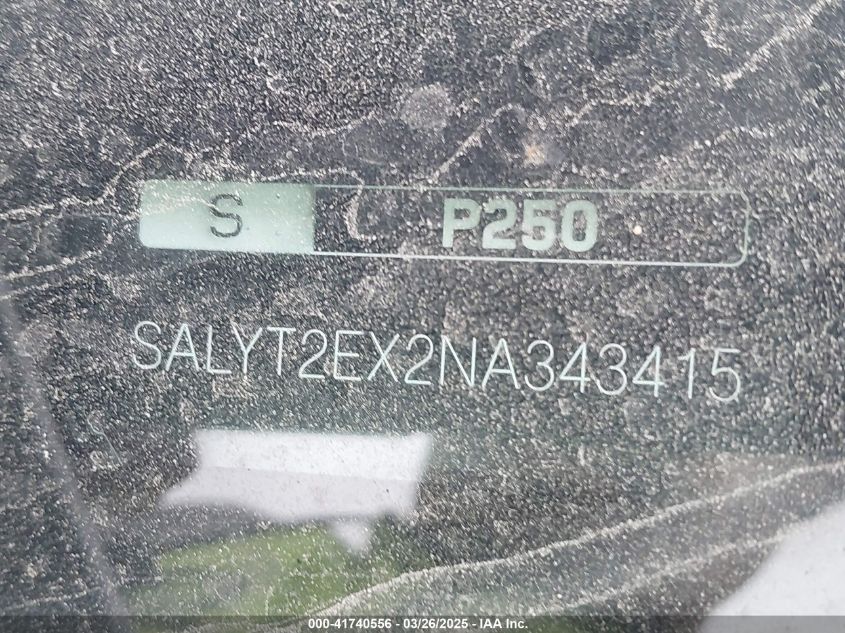 S P250
SALYT2EX2NA343415
000-41740556 - 03/26/2025 - IAA Inc.